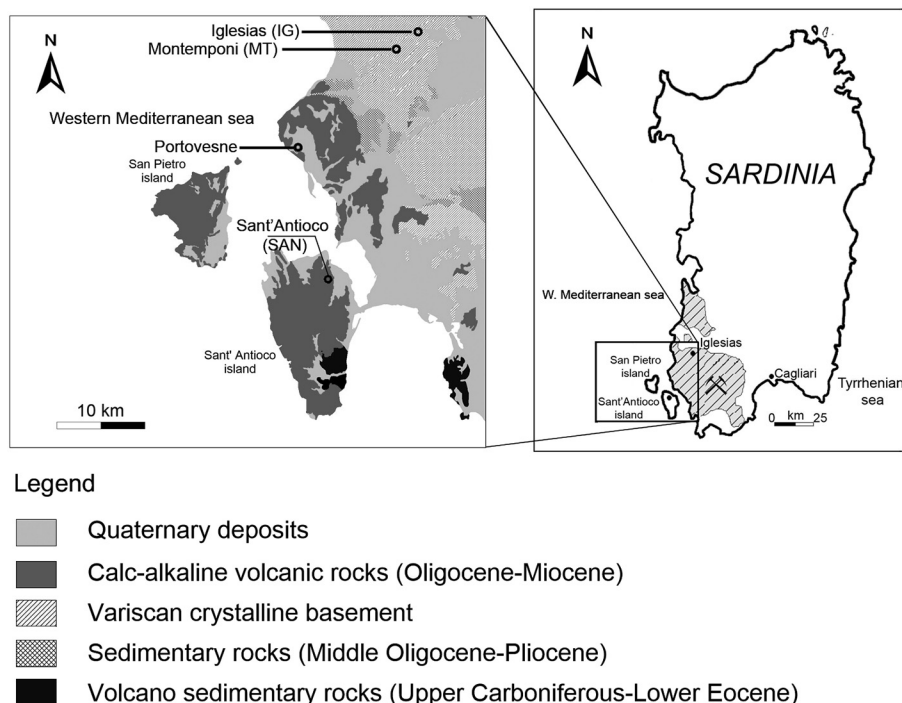 Iglesias (IG)
Montemponi (MT)
N
Western Mediterranean sea
Portovesne
San Pietro
island
Sant'Antioco
(SAN)
Sant' Antioco
island
10 km
N
SARDINIA
W. Mediterranean sea
Iglesias
San Pietro
island
Cagliari
Sant'Antioco
island
Tyrrhenian
sea
0 km 25
Legend
Quaternary deposits
Calc-alkaline volcanic rocks (Oligocene-Miocene)
Variscan crystalline basement
Sedimentary rocks (Middle Oligocene-Pliocene)
Volcano sedimentary rocks (Upper Carboniferous-Lower Eocene)